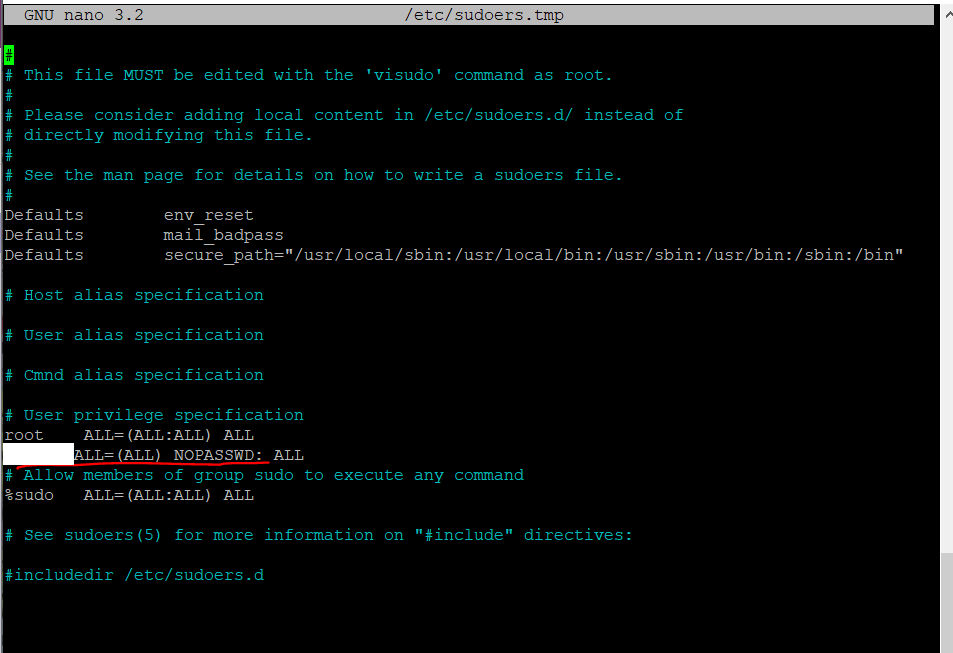 GNU nano 3.2 /etc/sudoers.tmp
#
# This file MUST be edited with the 'visudo' command as root.
#
# Please consider adding local content in /etc/sudoers.d/ instead of
# directly modifying this file.
#
# See the man page for details on how to write a sudoers file.
#
Defaults env_reset
Defaults mail_badpass
Defaults secure_path="/usr/local/sbin:/usr/local/bin:/usr/sbin:/usr/bin:/sbin:/bin"
# Host alias specification
# User alias specification
# Cmnd alias specification
# User privilege specification
root ALL=(ALL:ALL) ALL
ALL=(ALL) NOPASSWD: ALL
# Allow members of group sudo to execute any command
%sudo ALL=(ALL:ALL) ALL
# See sudoers(5) for more information on "#include" directives:
#includedir /etc/sudoers.d